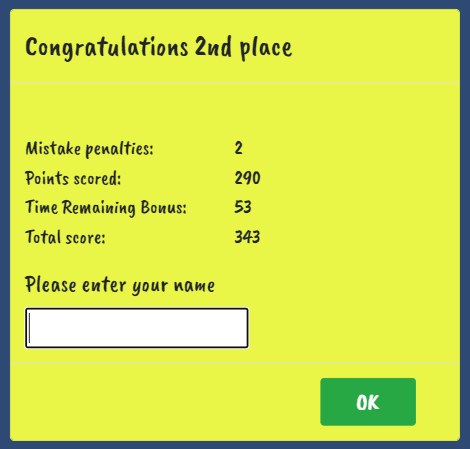 Congratulations 2nd place
Mistake penalties: 2
Points scored: 290
Time Remaining Bonus: 53
Total score: 343
Please enter your name
OK